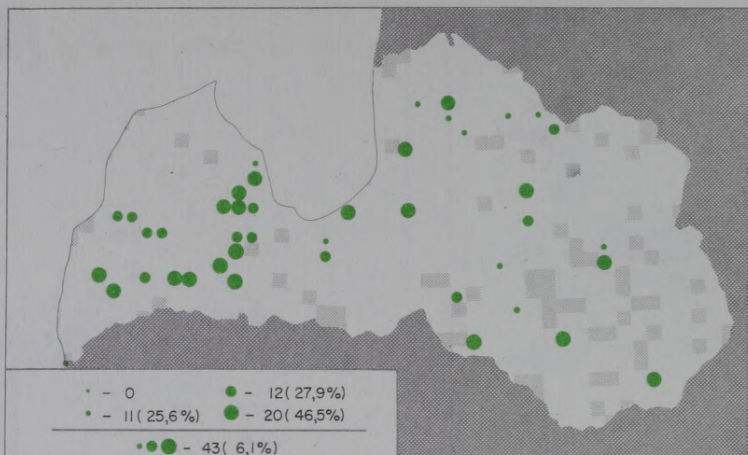 - 0 - 12(27,9%)
- 11(25,6%) - 20(46,5%)
- 43( 6,1%)